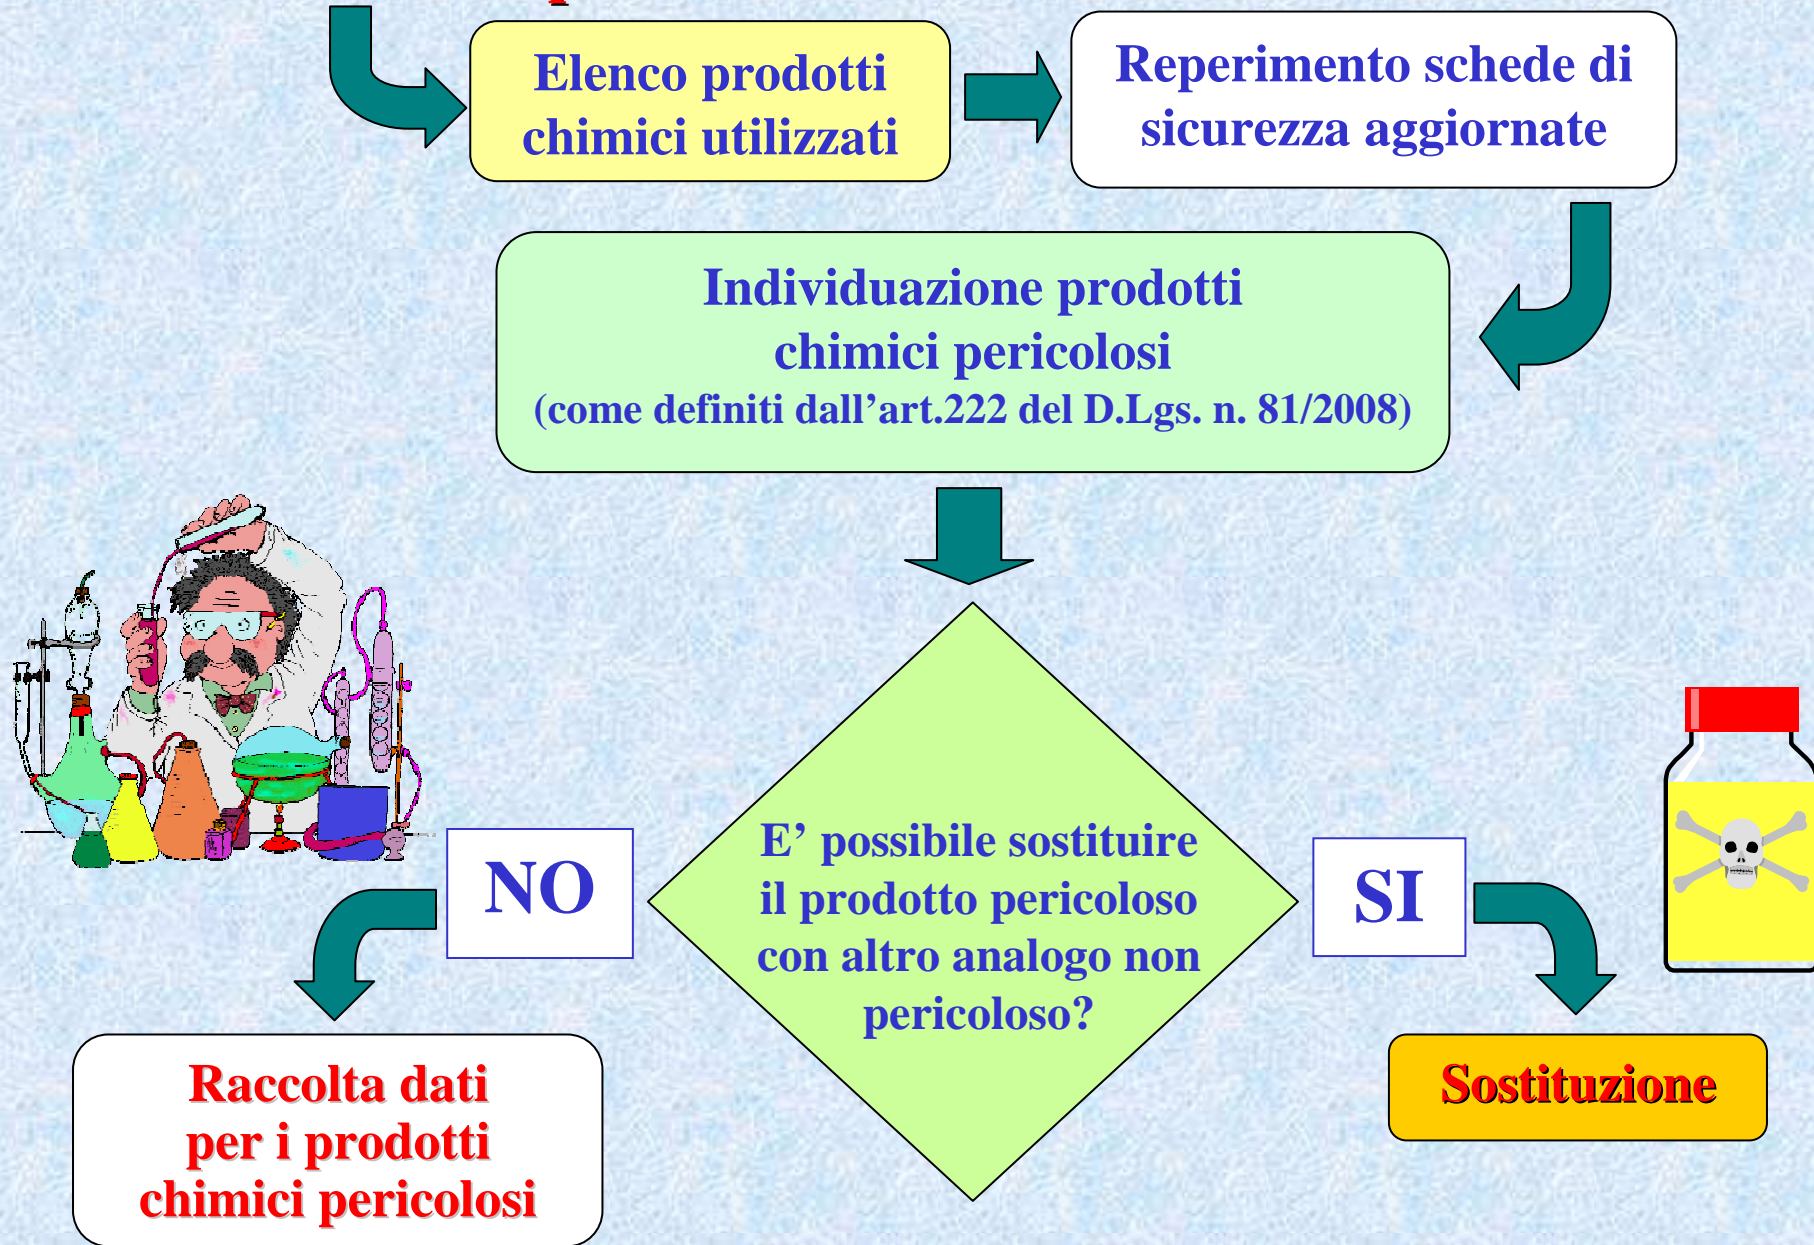 Elenco prodotti
chimici utilizzati
Reperimento schede di
sicurezza aggiornate
Individuazione prodotti
chimici pericolosi
(come definiti dall’art.222 del D.Lgs. n. 81/2008)
E’ possibile sostituire
il prodotto pericoloso
con altro analogo non
pericoloso?
NO
SI
Raccolta dati
per i prodotti
chimici pericolosi
Sostituzione